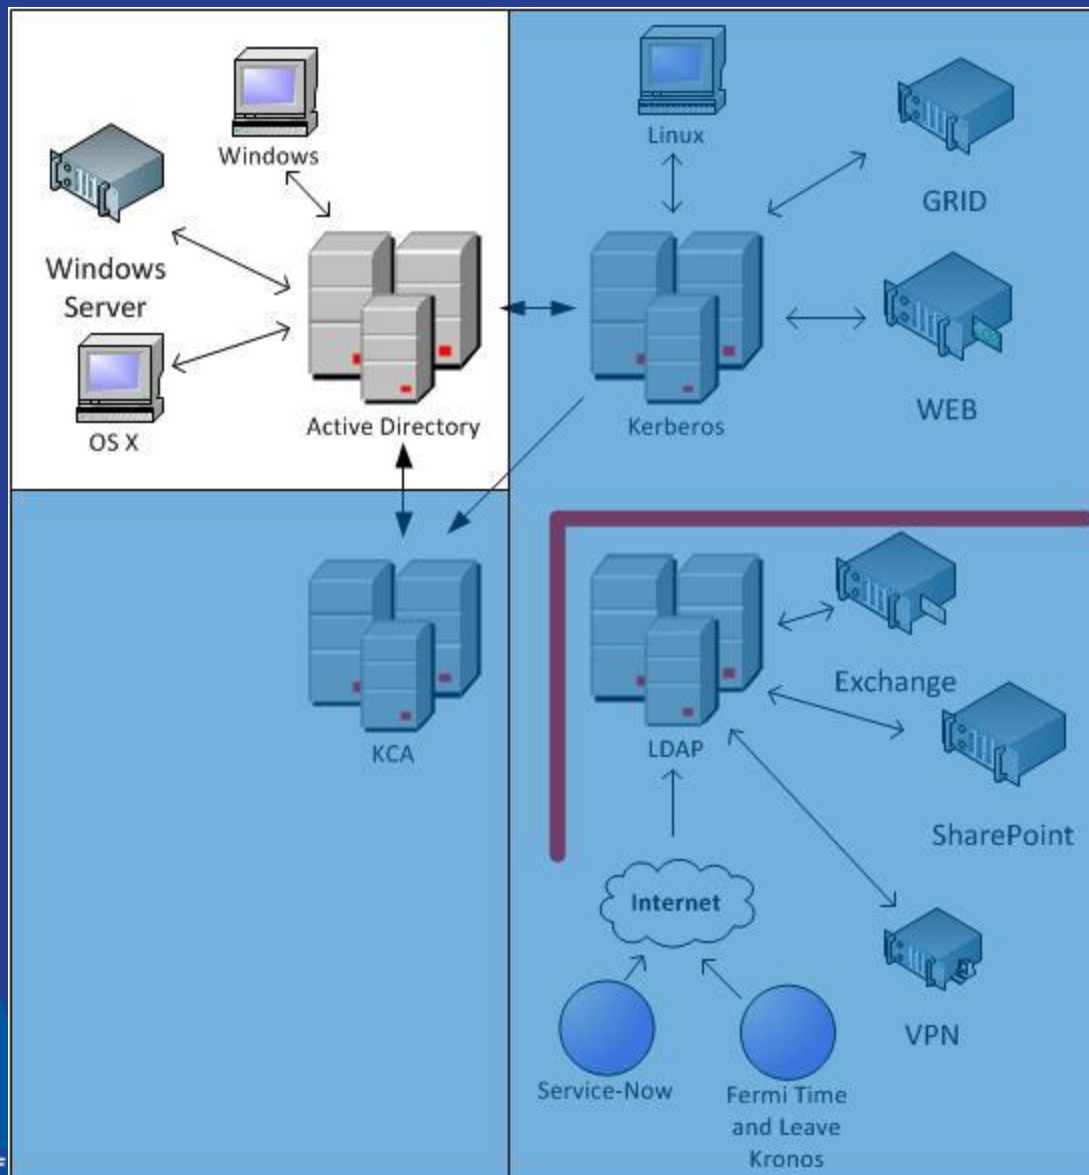 Windows
Windows
Server
OS X
Active Directory
Linux
GRID
WEB
Kerberos
KCA
LDAP
Exchange
SharePoint
VPN
Internet
Service-Now
Fermi Time
and Leave
Kronos